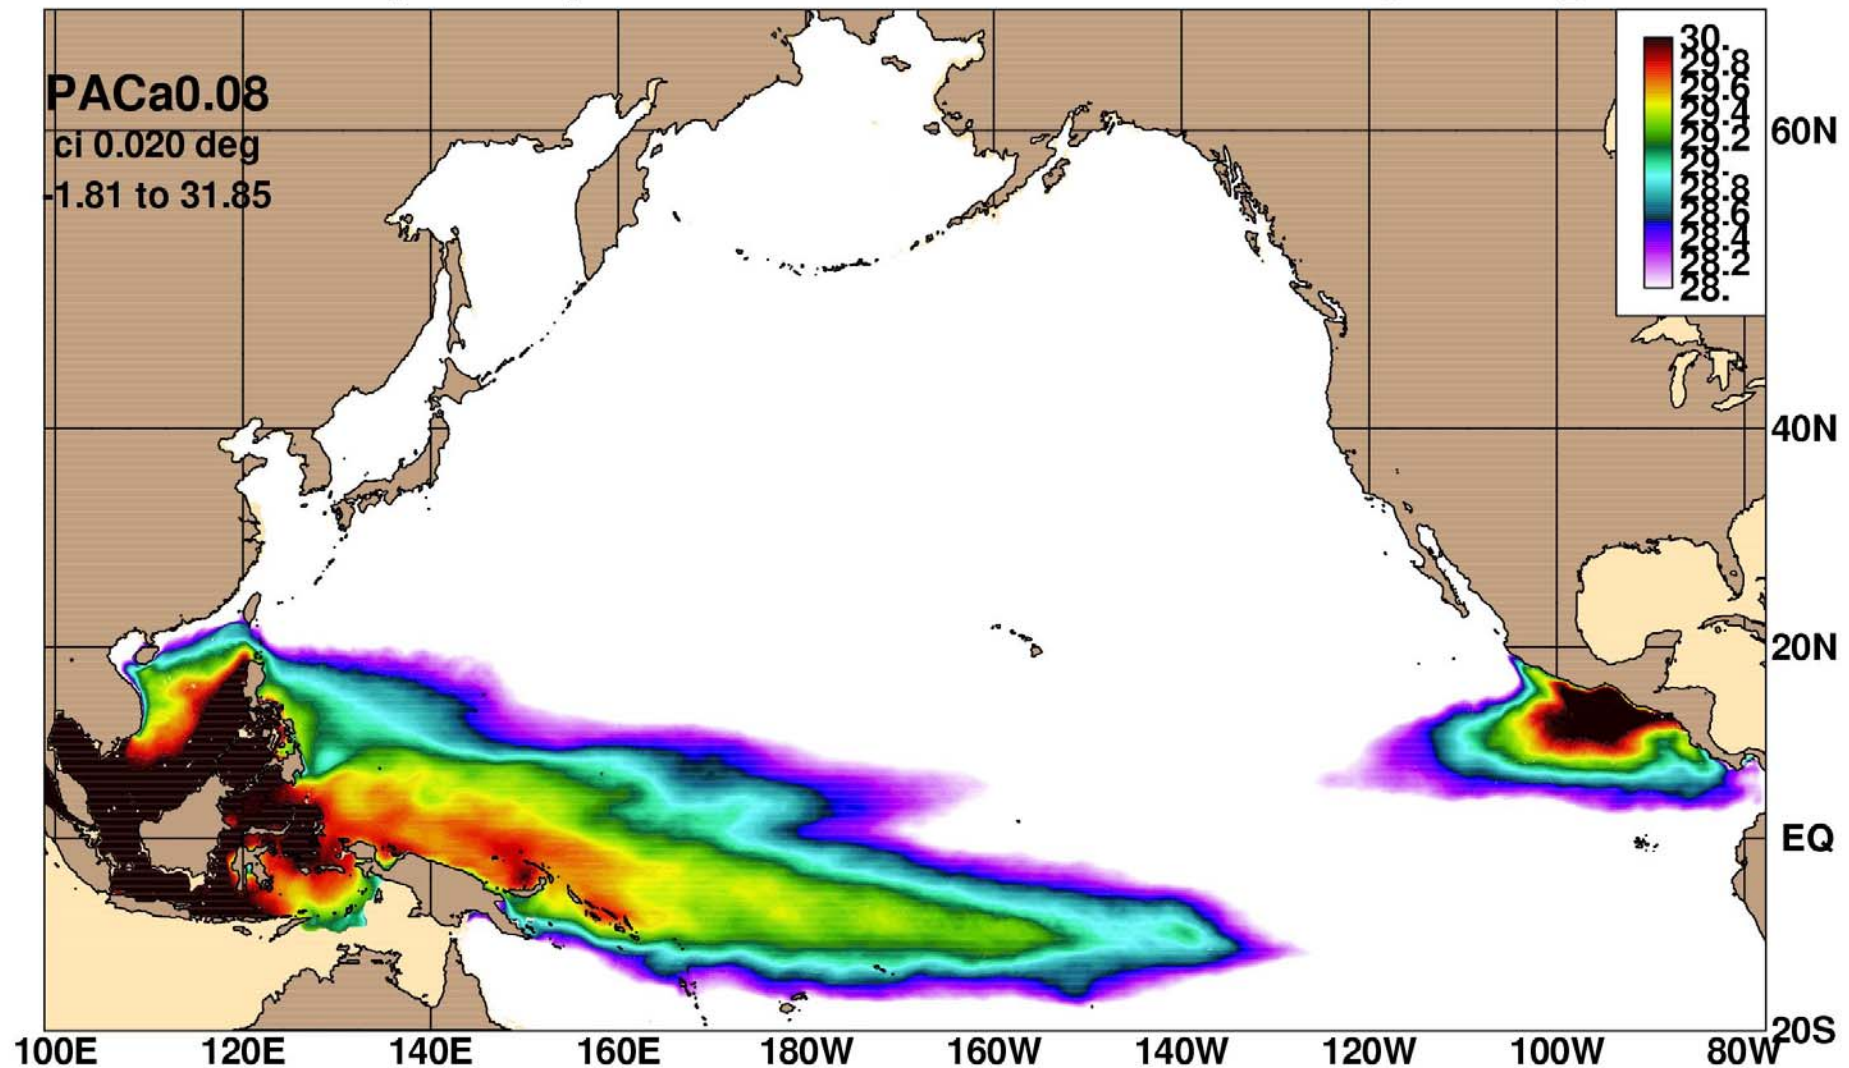 PACa0.08
ci 0.020 deg
-1.81 to 31.85
30.
29.8
29.6
29.4
29.2
29.
28.8
28.6
28.4
28.2
28.
60N
40N
20N
EQ
20S
100E 120E 140E 160E 180W 160W 140W 120W 100W 80W